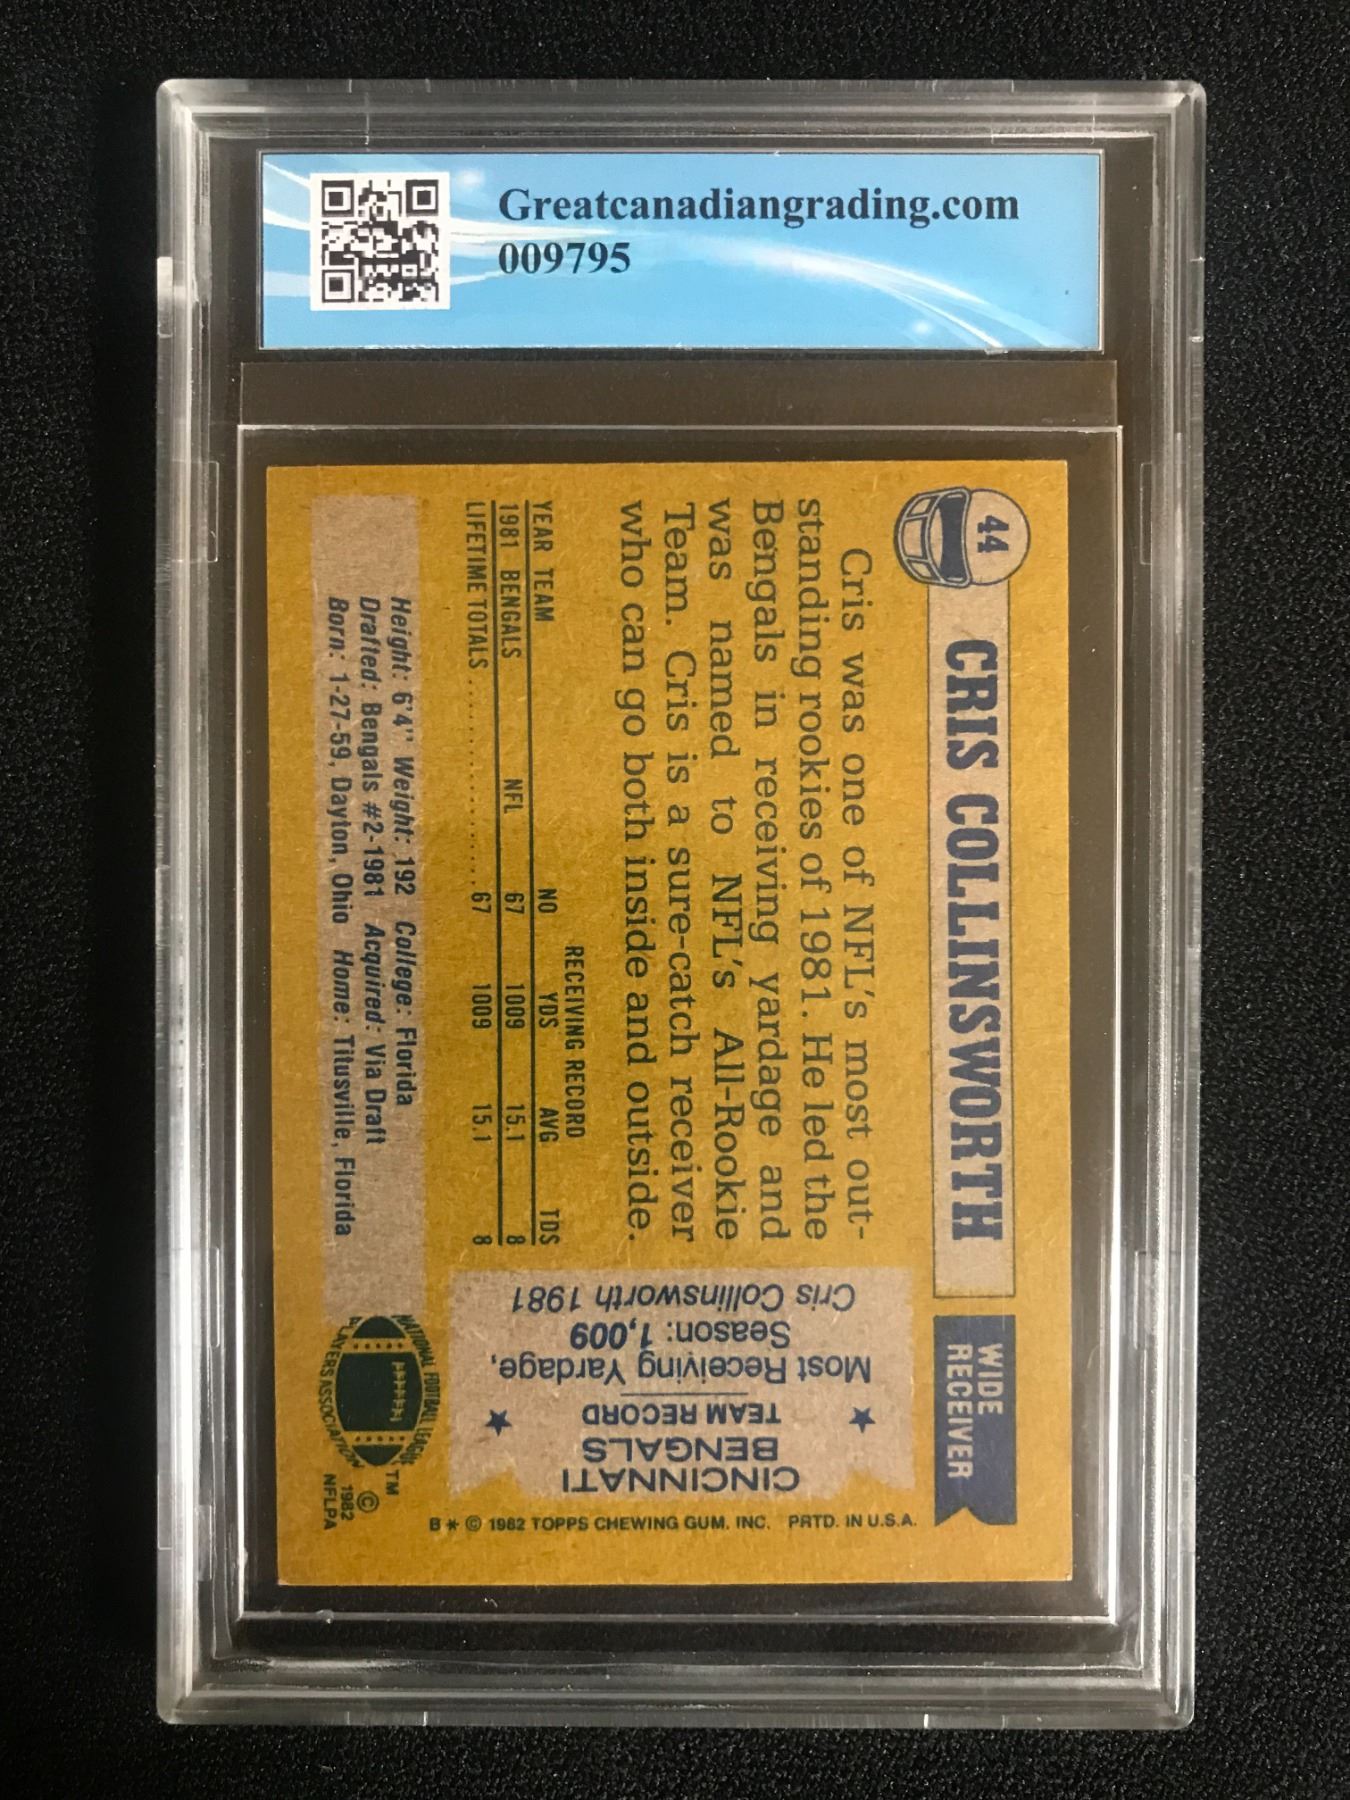 Greatcanadiangrading.com
009795
44
CRIS COLLINSWORTH
WIDE
RECEIVER
Cris was one of NFL's most out-
standing rookies of 1981. He led the
Bengals in receiving yardage and
was named to NFL's All-Rookie
Team. Cris is a sure-catch receiver
who can go both inside and outside.
RECEIVING RECORD
YEAR TEAM NO YDS AVG TDS
1981 BENGALS NFL 67 1009 15.1 8
LIFETIME TOTALS .................. 67 1009 15.1 8
Height: 6'4" Weight: 192 College: Florida
Drafted: Bengals #2-1981 Acquired: Via Draft
Born: 1-27-59, Dayton, Ohio Home: Titusville, Florida
CINCINNATI
BENGALS
★ TEAM RECORD ★
Most Receiving Yardage,
Season: 1,009
Cris Collinsworth 1981
NATIONAL FOOTBALL LEAGUE
PLAYERS ASSOCIATION
TM
©
1982
NFLPA
B * © 1982 TOPPS CHEWING GUM, INC. PRTD. IN U.S.A.